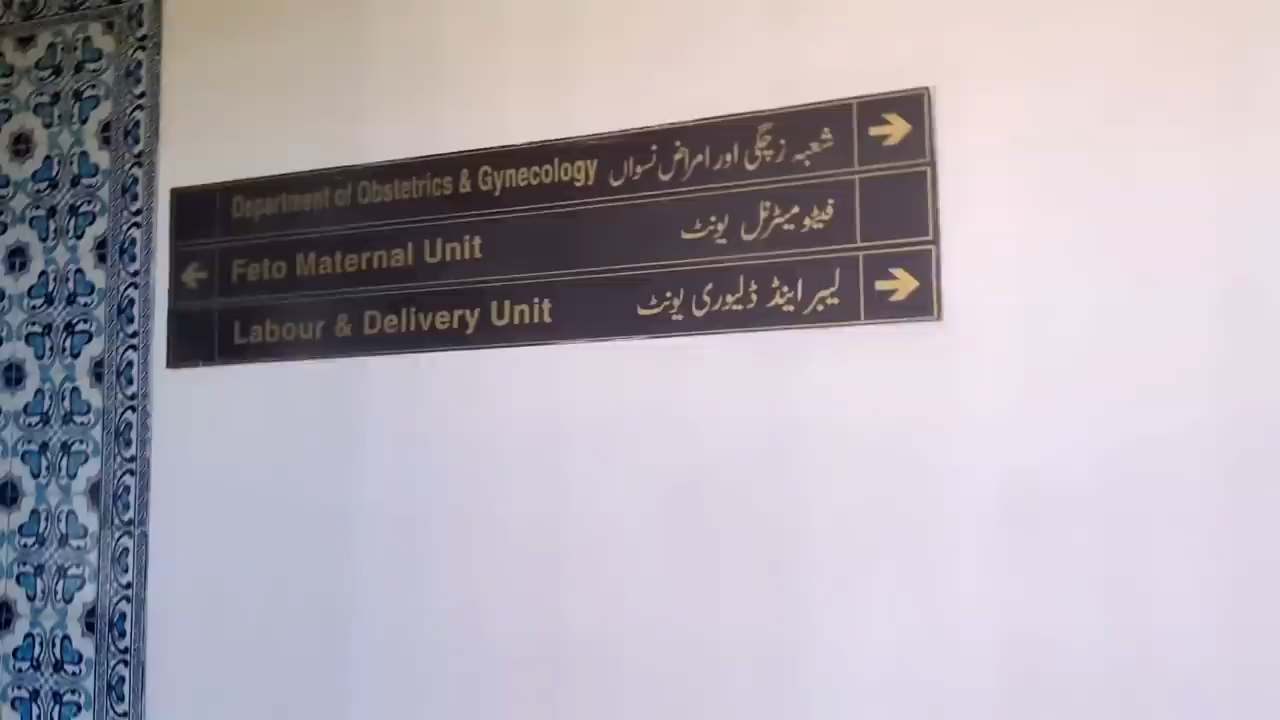 Department of Obstetrics & Gynecology شعبہ زچگی اور امراض نسواں →
← Feto Maternal Unit فیٹو میٹرنل یونٹ
Labour & Delivery Unit لیبر اینڈ ڈلیوری یونٹ →